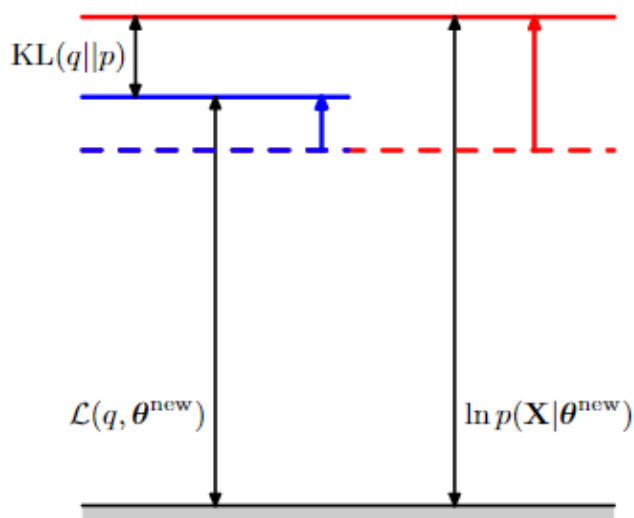 KL(q||p)
ℒ(q, θ^new)
ln p(X|θ^new)